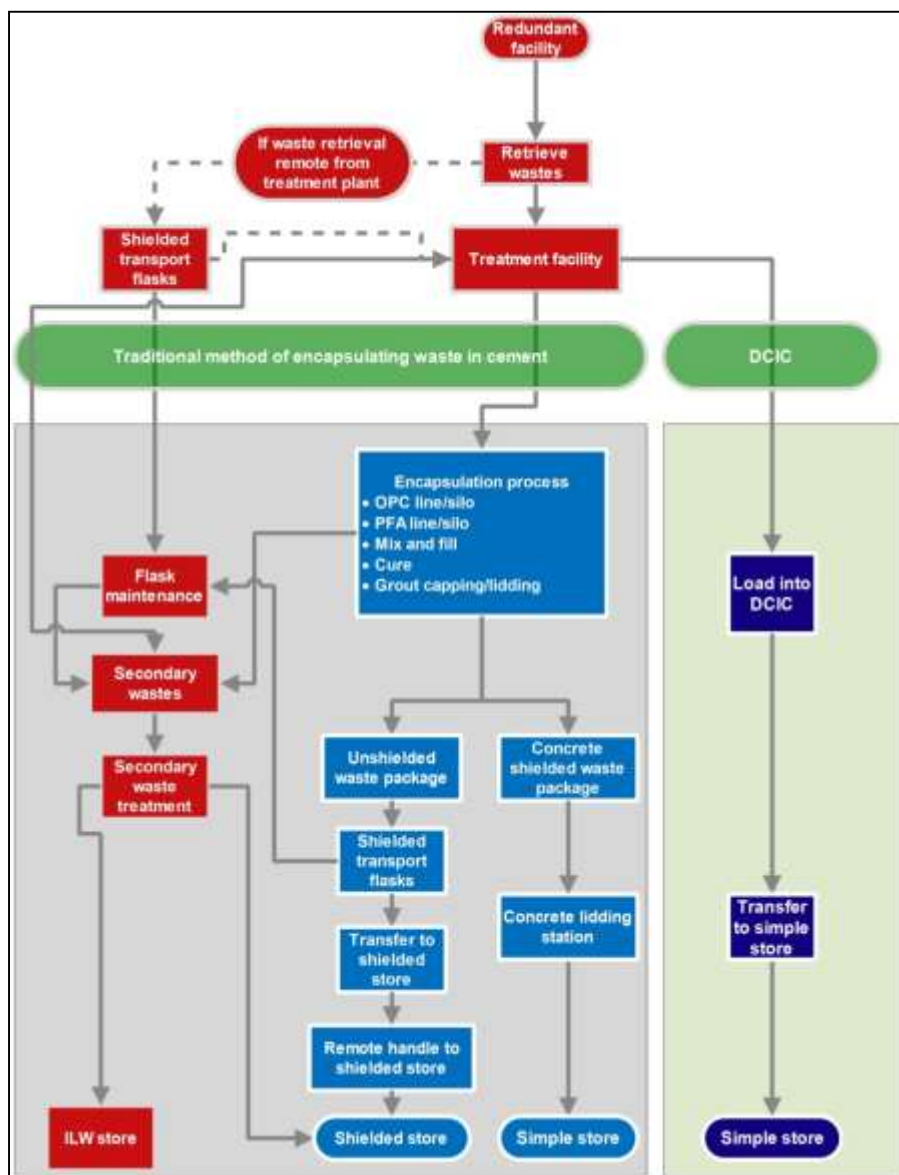 Redundant
facility
If waste retrieval
remote from
treatment plant
Retrieve
wastes
Shielded
transport
flasks
Treatment facility
Traditional method of encapsulating waste in cement
DCIC
Encapsulation process
• OPC line/silo
• PFA line/silo
• Mix and fill
• Cure
• Grout capping/lidding
Flask
maintenance
Load into
DCIC
Secondary
wastes
Secondary
waste
treatment
Unshielded
waste package
Concrete
shielded waste
package
Shielded
transport
flasks
Concrete lidding
station
Transfer to
shielded
store
Transfer
to simple
store
Remote handle to
shielded store
ILW store
Shielded store
Simple store
Simple store